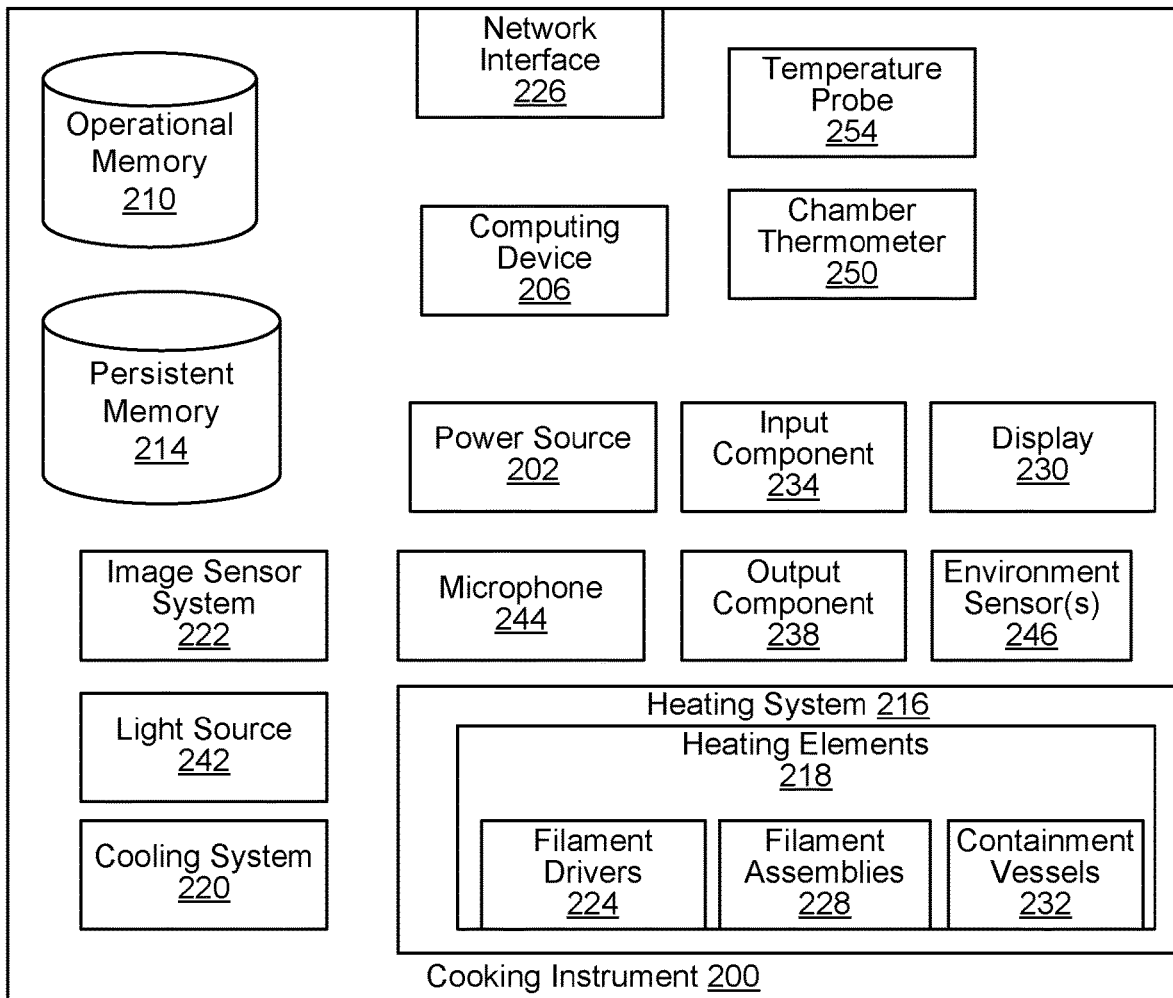 Network
Interface
226
Temperature
Probe
254
Operational
Memory
210
Computing
Device
206
Chamber
Thermometer
250
Persistent
Memory
214
Power Source
202
Input
Component
234
Display
230
Image Sensor
System
222
Microphone
244
Output
Component
238
Environment
Sensor(s)
246
Light Source
242
Cooling System
220
Heating System 216
Heating Elements
218
Filament
Drivers
224
Filament
Assemblies
228
Containment
Vessels
232
Cooking Instrument 200